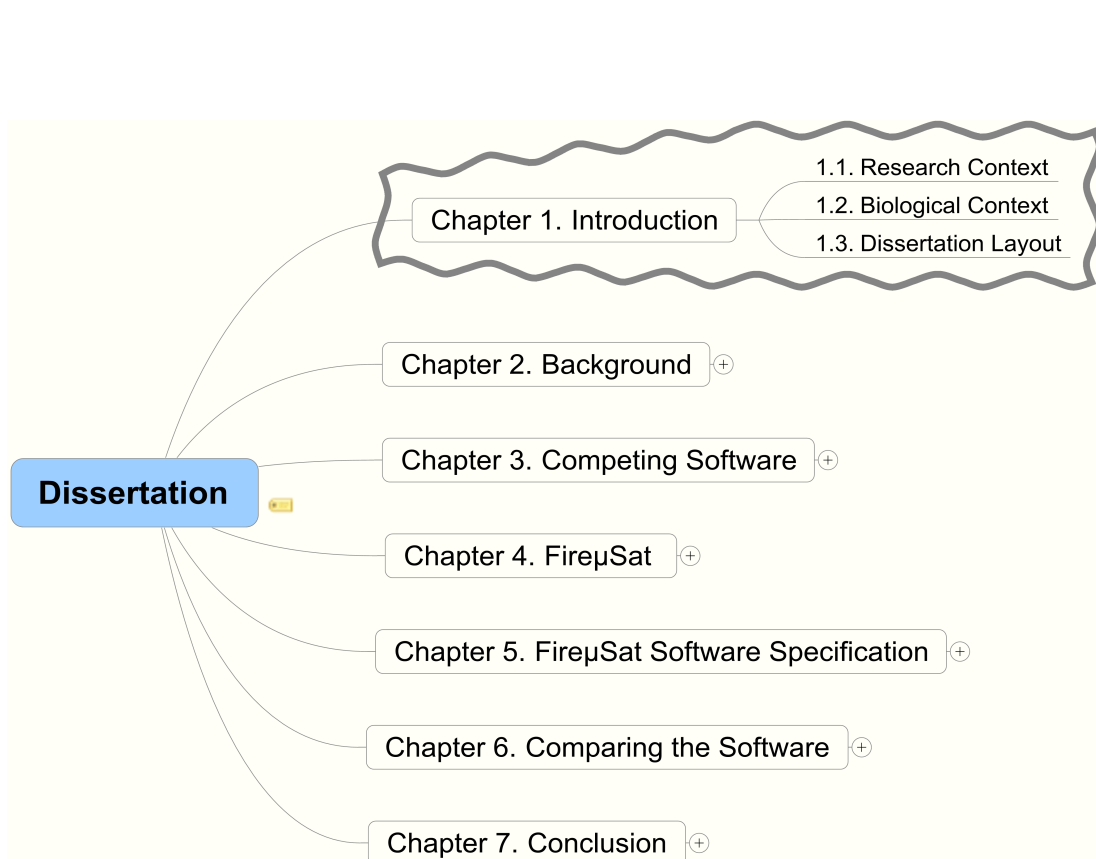 Chapter 1. Introduction
1.1. Research Context
1.2. Biological Context
1.3. Dissertation Layout
Chapter 2. Background
Chapter 3. Competing Software
Dissertation
Chapter 4. FireµSat
Chapter 5. FireµSat Software Specification
Chapter 6. Comparing the Software
Chapter 7. Conclusion